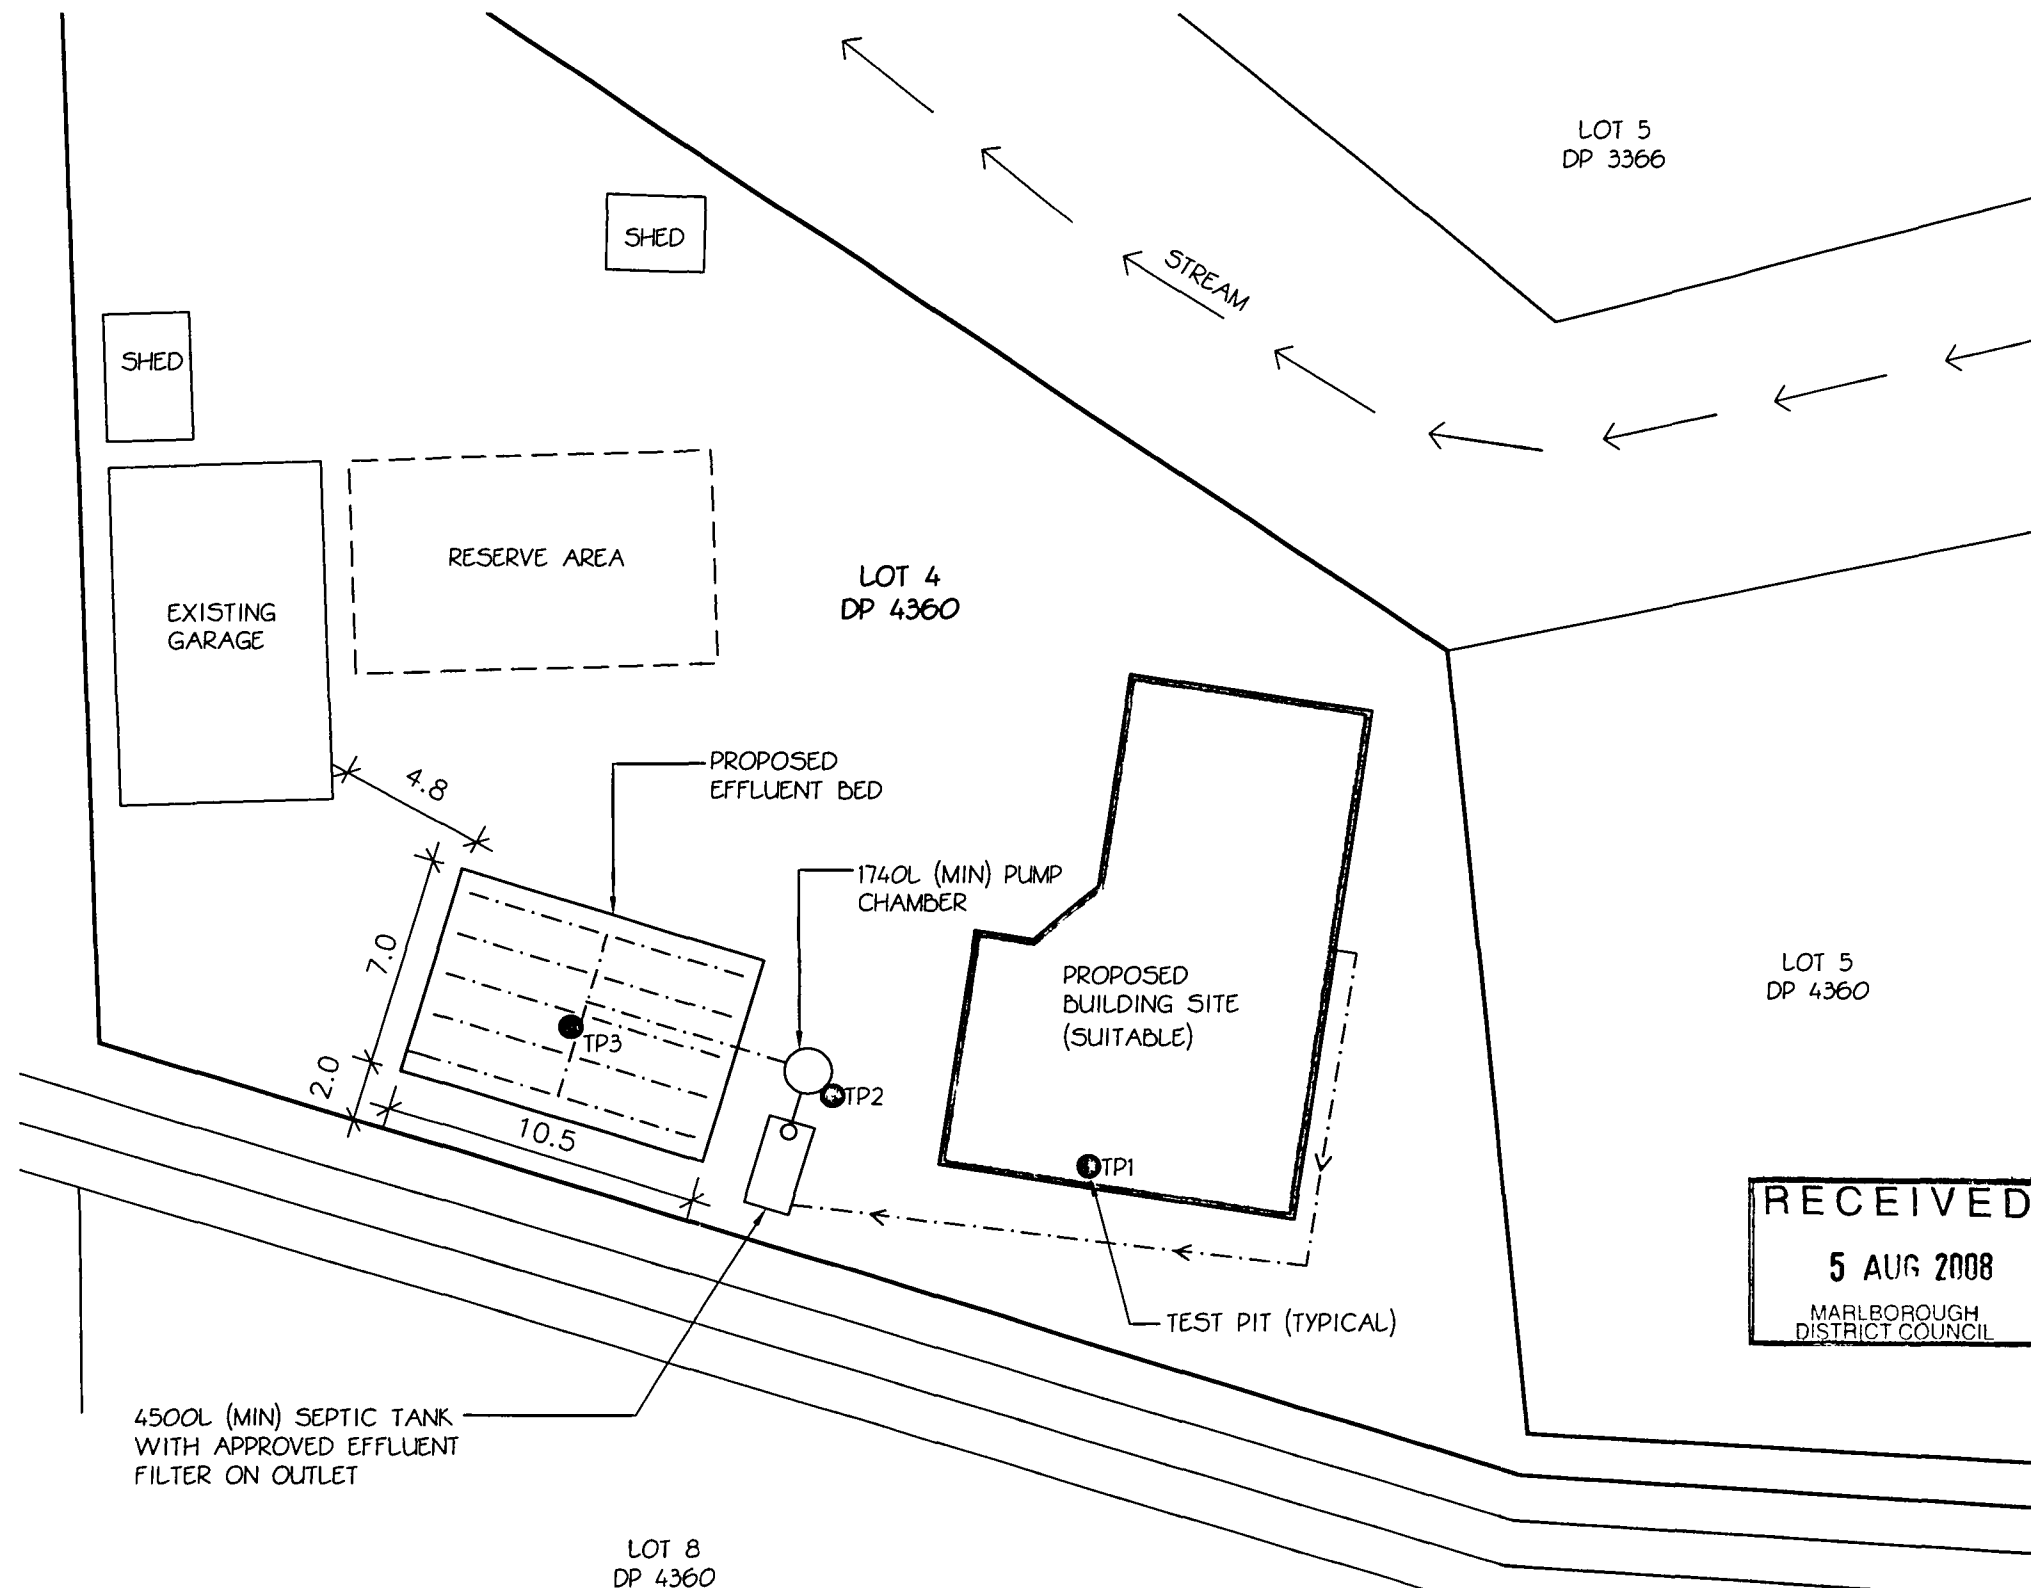 LOT 5
DP 3366
SHED
STREAM
SHED
RESERVE AREA
LOT 4
DP 4360
EXISTING
GARAGE
PROPOSED
EFFLUENT BED
4.8
1740L (MIN) PUMP
CHAMBER
7.0
PROPOSED
BUILDING SITE
(SUITABLE)
LOT 5
DP 4360
TP3
2.0
TP2
10.5
TP1
RECEIVED
5 AUG 2008
MARLBOROUGH
DISTRICT COUNCIL
TEST PIT (TYPICAL)
4500L (MIN) SEPTIC TANK
WITH APPROVED EFFLUENT
FILTER ON OUTLET
LOT 8
DP 4360